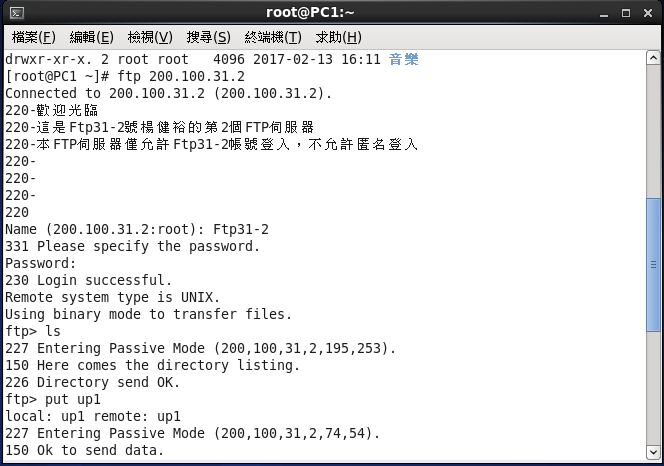 root@PC1:~
檔案(F) 編輯(E) 檢視(V) 搜尋(S) 終端機(T) 求助(H)
drwxr-xr-x. 2 root root   4096 2017-02-13 16:11 音樂
[root@PC1 ~]# ftp 200.100.31.2
Connected to 200.100.31.2 (200.100.31.2).
220-歡迎光臨
220-這是Ftp31-2號楊健裕的第2個FTP伺服器
220-本FTP伺服器僅允許Ftp31-2帳號登入，不允許匿名登入
220-
220-
220-
220
Name (200.100.31.2:root): Ftp31-2
331 Please specify the password.
Password:
230 Login successful.
Remote system type is UNIX.
Using binary mode to transfer files.
ftp> ls
227 Entering Passive Mode (200,100,31,2,195,253).
150 Here comes the directory listing.
226 Directory send OK.
ftp> put up1
local: up1 remote: up1
227 Entering Passive Mode (200,100,31,2,74,54).
150 Ok to send data.